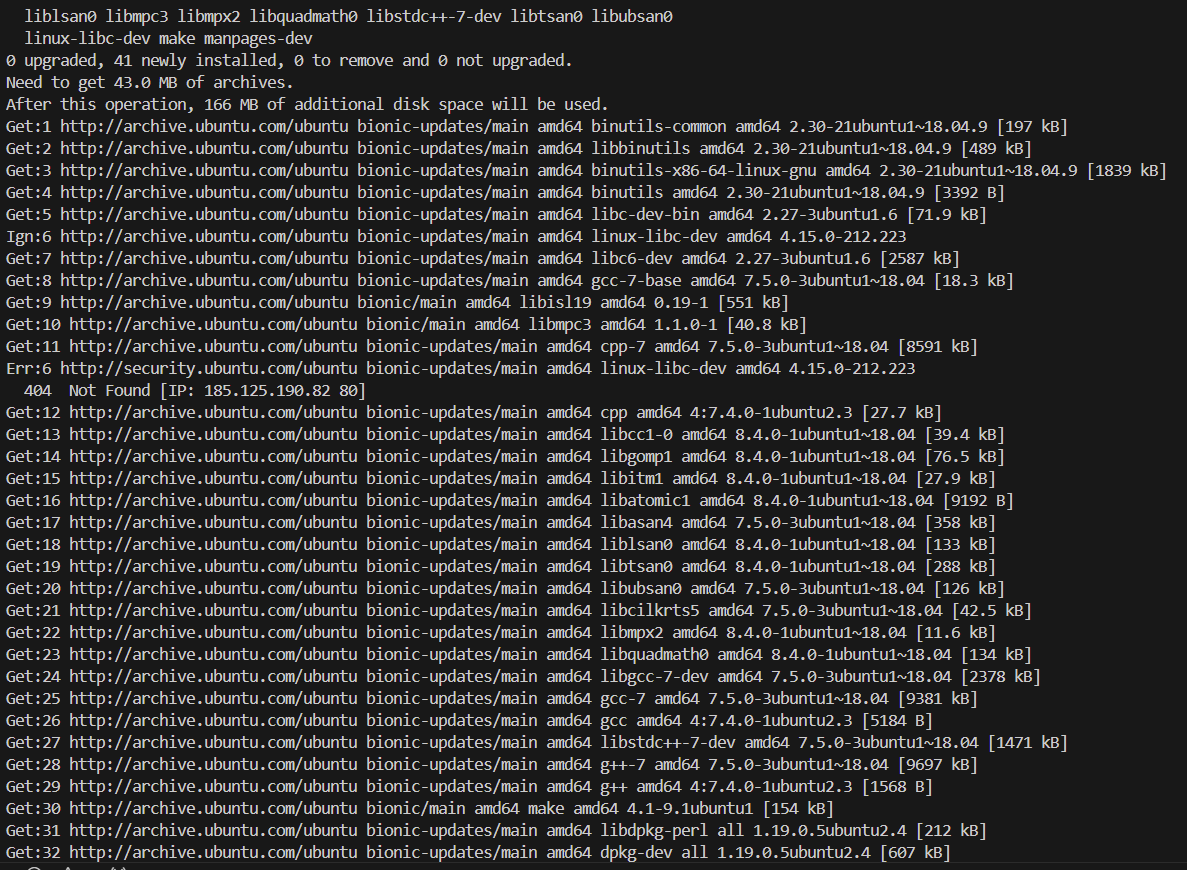 liblsan0 libmpc3 libmpx2 libquadmath0 libstdc++-7-dev libtsan0 libubsan0
linux-libc-dev make manpages-dev
0 upgraded, 41 newly installed, 0 to remove and 0 not upgraded.
Need to get 43.0 MB of archives.
After this operation, 166 MB of additional disk space will be used.
Get:1 http://archive.ubuntu.com/ubuntu bionic-updates/main amd64 binutils-common amd64 2.30-21ubuntu1~18.04.9 [197 kB]
Get:2 http://archive.ubuntu.com/ubuntu bionic-updates/main amd64 libbinutils amd64 2.30-21ubuntu1~18.04.9 [489 kB]
Get:3 http://archive.ubuntu.com/ubuntu bionic-updates/main amd64 binutils-x86-64-linux-gnu amd64 2.30-21ubuntu1~18.04.9 [1839 kB]
Get:4 http://archive.ubuntu.com/ubuntu bionic-updates/main amd64 binutils amd64 2.30-21ubuntu1~18.04.9 [3392 B]
Get:5 http://archive.ubuntu.com/ubuntu bionic-updates/main amd64 libc-dev-bin amd64 2.27-3ubuntu1.6 [71.9 kB]
Ign:6 http://archive.ubuntu.com/ubuntu bionic-updates/main amd64 linux-libc-dev amd64 4.15.0-212.223
Get:7 http://archive.ubuntu.com/ubuntu bionic-updates/main amd64 libc6-dev amd64 2.27-3ubuntu1.6 [2587 kB]
Get:8 http://archive.ubuntu.com/ubuntu bionic-updates/main amd64 gcc-7-base amd64 7.5.0-3ubuntu1~18.04 [18.3 kB]
Get:9 http://archive.ubuntu.com/ubuntu bionic/main amd64 libisl19 amd64 0.19-1 [551 kB]
Get:10 http://archive.ubuntu.com/ubuntu bionic/main amd64 libmpc3 amd64 1.1.0-1 [40.8 kB]
Get:11 http://archive.ubuntu.com/ubuntu bionic-updates/main amd64 cpp-7 amd64 7.5.0-3ubuntu1~18.04 [8591 kB]
Err:6 http://security.ubuntu.com/ubuntu bionic-updates/main amd64 linux-libc-dev amd64 4.15.0-212.223
404  Not Found [IP: 185.125.190.82 80]
Get:12 http://archive.ubuntu.com/ubuntu bionic-updates/main amd64 cpp amd64 4:7.4.0-1ubuntu2.3 [27.7 kB]
Get:13 http://archive.ubuntu.com/ubuntu bionic-updates/main amd64 libcc1-0 amd64 8.4.0-1ubuntu1~18.04 [39.4 kB]
Get:14 http://archive.ubuntu.com/ubuntu bionic-updates/main amd64 libgomp1 amd64 8.4.0-1ubuntu1~18.04 [76.5 kB]
Get:15 http://archive.ubuntu.com/ubuntu bionic-updates/main amd64 libitm1 amd64 8.4.0-1ubuntu1~18.04 [27.9 kB]
Get:16 http://archive.ubuntu.com/ubuntu bionic-updates/main amd64 libatomic1 amd64 8.4.0-1ubuntu1~18.04 [9192 B]
Get:17 http://archive.ubuntu.com/ubuntu bionic-updates/main amd64 libasan4 amd64 7.5.0-3ubuntu1~18.04 [358 kB]
Get:18 http://archive.ubuntu.com/ubuntu bionic-updates/main amd64 liblsan0 amd64 8.4.0-1ubuntu1~18.04 [133 kB]
Get:19 http://archive.ubuntu.com/ubuntu bionic-updates/main amd64 libtsan0 amd64 8.4.0-1ubuntu1~18.04 [288 kB]
Get:20 http://archive.ubuntu.com/ubuntu bionic-updates/main amd64 libubsan0 amd64 7.5.0-3ubuntu1~18.04 [126 kB]
Get:21 http://archive.ubuntu.com/ubuntu bionic-updates/main amd64 libcilkrts5 amd64 7.5.0-3ubuntu1~18.04 [42.5 kB]
Get:22 http://archive.ubuntu.com/ubuntu bionic-updates/main amd64 libmpx2 amd64 8.4.0-1ubuntu1~18.04 [11.6 kB]
Get:23 http://archive.ubuntu.com/ubuntu bionic-updates/main amd64 libquadmath0 amd64 8.4.0-1ubuntu1~18.04 [134 kB]
Get:24 http://archive.ubuntu.com/ubuntu bionic-updates/main amd64 libgcc-7-dev amd64 7.5.0-3ubuntu1~18.04 [2378 kB]
Get:25 http://archive.ubuntu.com/ubuntu bionic-updates/main amd64 gcc-7 amd64 7.5.0-3ubuntu1~18.04 [9381 kB]
Get:26 http://archive.ubuntu.com/ubuntu bionic-updates/main amd64 gcc amd64 4:7.4.0-1ubuntu2.3 [5184 B]
Get:27 http://archive.ubuntu.com/ubuntu bionic-updates/main amd64 libstdc++-7-dev amd64 7.5.0-3ubuntu1~18.04 [1471 kB]
Get:28 http://archive.ubuntu.com/ubuntu bionic-updates/main amd64 g++-7 amd64 7.5.0-3ubuntu1~18.04 [9697 kB]
Get:29 http://archive.ubuntu.com/ubuntu bionic-updates/main amd64 g++ amd64 4:7.4.0-1ubuntu2.3 [1568 B]
Get:30 http://archive.ubuntu.com/ubuntu bionic/main amd64 make amd64 4.1-9.1ubuntu1 [154 kB]
Get:31 http://archive.ubuntu.com/ubuntu bionic-updates/main amd64 libdpkg-perl all 1.19.0.5ubuntu2.4 [212 kB]
Get:32 http://archive.ubuntu.com/ubuntu bionic-updates/main amd64 dpkg-dev all 1.19.0.5ubuntu2.4 [607 kB]